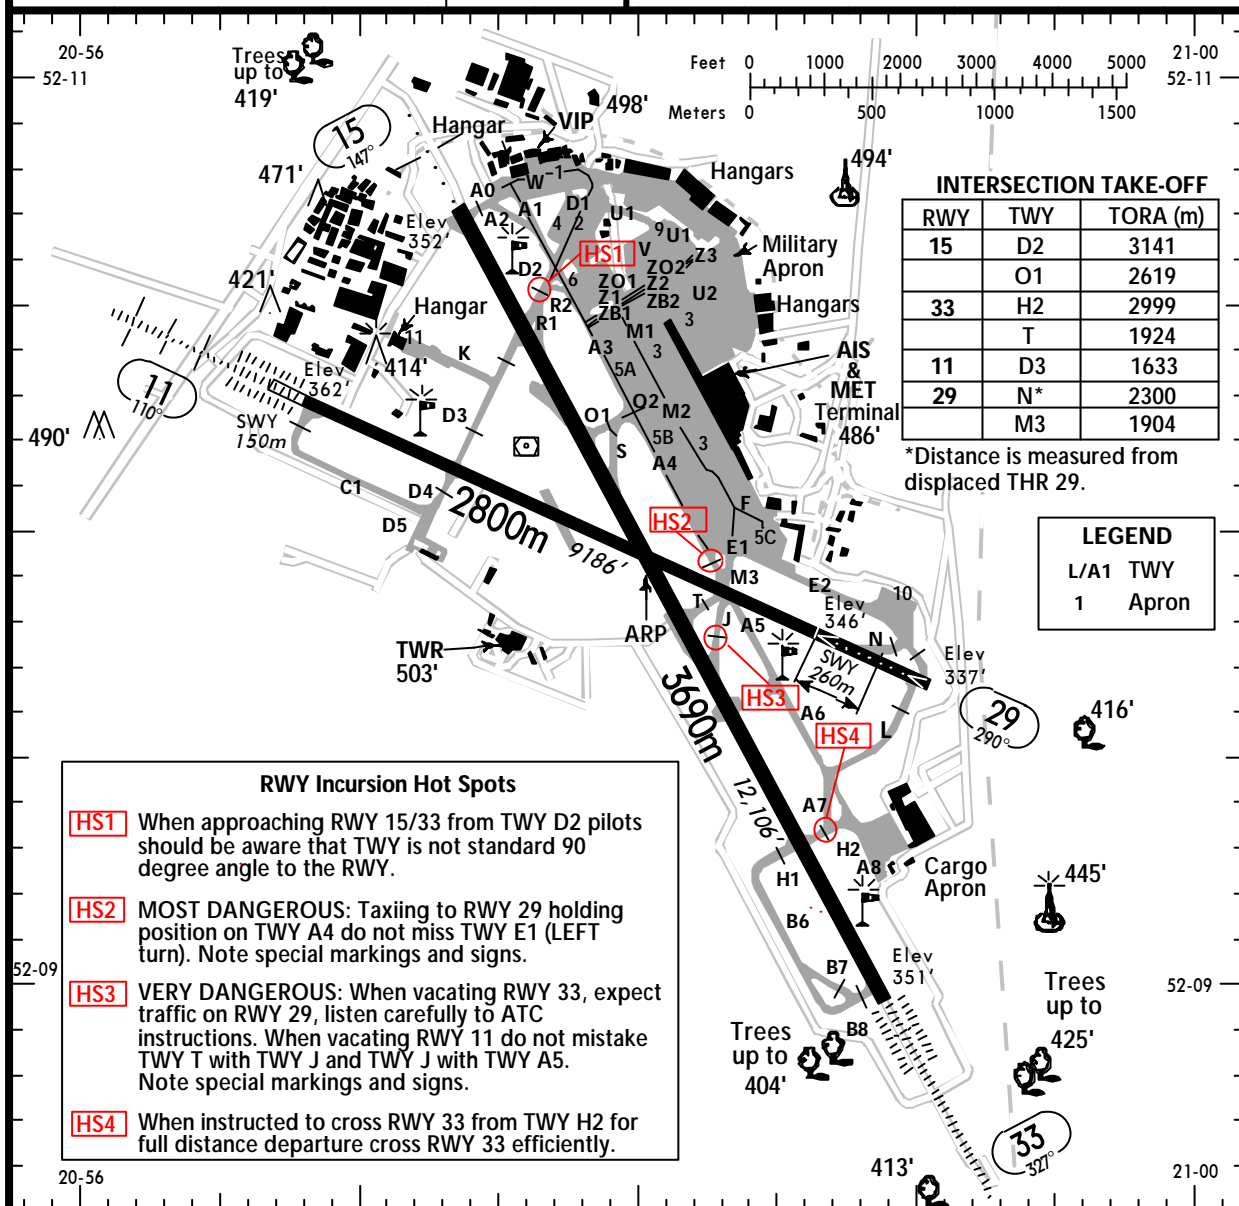 20-56
52-11
Trees
up to
419'
Feet 0 1000 2000 3000 4000 5000
Meters 0 500 1000 1500
21-00
52-11
498'
VIP
Hangar
15
147°
471'
A0
W
1
A2
A1
D1
4
2
U1
9
U1
V
Z3
Hangars
494'
Elev
352'
HS1
Military
Apron
D2
6
ZO2
ZO1
Z2
Z1
ZB2
ZB1
U2
3
R2
R1
M1
3
Hangars
421'
Hangar
11
K
414'
A3
5A
AIS
&
MET
Terminal
486'
Elev
362'
11
110°
SWY
150m
490'
D3
O1
O2
M2
S
5B
3
A4
C1
D4
D5
2800m
9186'
F
5C
HS2
E1
M3
E2
10
Elev
346'
T
J
A5
ARP
N
SWY
260m
Elev
337'
TWR
503'
HS3
3690m
12,106'
A6
HS4
L
29
290°
416'
A7
H2
H1
A8
Cargo
Apron
445'
B6
B7
B8
Elev
351'
52-09
52-09
Trees
up to
404'
Trees
up to
425'
33
327°
413'
20-56
21-00
INTERSECTION TAKE-OFF
RWY TWY TORA (m)
15 D2 3141
O1 2619
33 H2 2999
T 1924
11 D3 1633
29 N* 2300
M3 1904
*Distance is measured from
displaced THR 29.
LEGEND
L/A1 TWY
1 Apron
RWY Incursion Hot Spots
HS1 When approaching RWY 15/33 from TWY D2 pilots
should be aware that TWY is not standard 90
degree angle to the RWY.
HS2 MOST DANGEROUS: Taxiing to RWY 29 holding
position on TWY A4 do not miss TWY E1 (LEFT
turn). Note special markings and signs.
HS3 VERY DANGEROUS: When vacating RWY 33, expect
traffic on RWY 29, listen carefully to ATC
instructions. When vacating RWY 11 do not mistake
TWY T with TWY J and TWY J with TWY A5.
Note special markings and signs.
HS4 When instructed to cross RWY 33 from TWY H2 for
full distance departure cross RWY 33 efficiently.